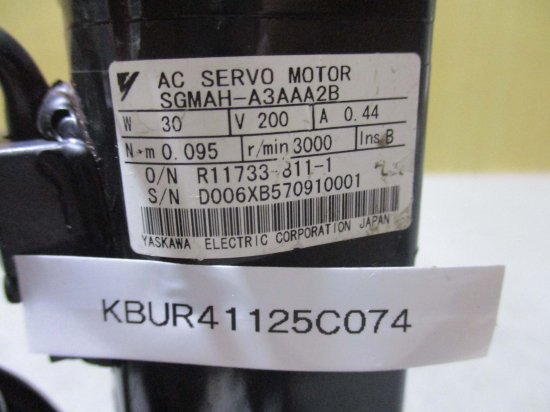 AC SERVO MOTOR
SGMAH-A3AAA2B
W 30 V 200 A 0.44
N·m 0.095 r/min 3000 Ins B
O/N R11733-811-1
S/N D006XB570910001
YASKAWA ELECTRIC CORPORATION JAPAN
KBUR41125C074